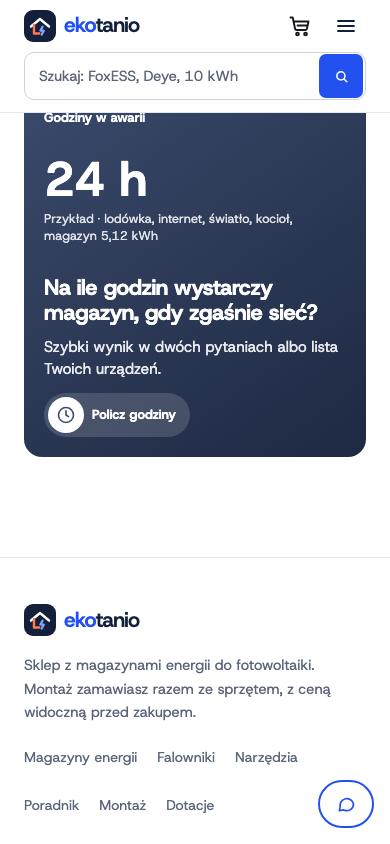 ekotanio
Szukaj: FoxESS, Deye, 10 kWh
Godziny w awarii
24 h
Przykład · lodówka, internet, światło, kocioł,
magazyn 5,12 kWh
Na ile godzin wystarczy
magazyn, gdy zgaśnie sieć?
Szybki wynik w dwóch pytaniach albo lista
Twoich urządzeń.
Policz godziny
ekotanio
Sklep z magazynami energii do fotowoltaiki.
Montaż zamawiasz razem ze sprzętem, z ceną
widoczną przed zakupem.
Magazyny energii Falowniki Narzędzia
Poradnik Montaż Dotacje